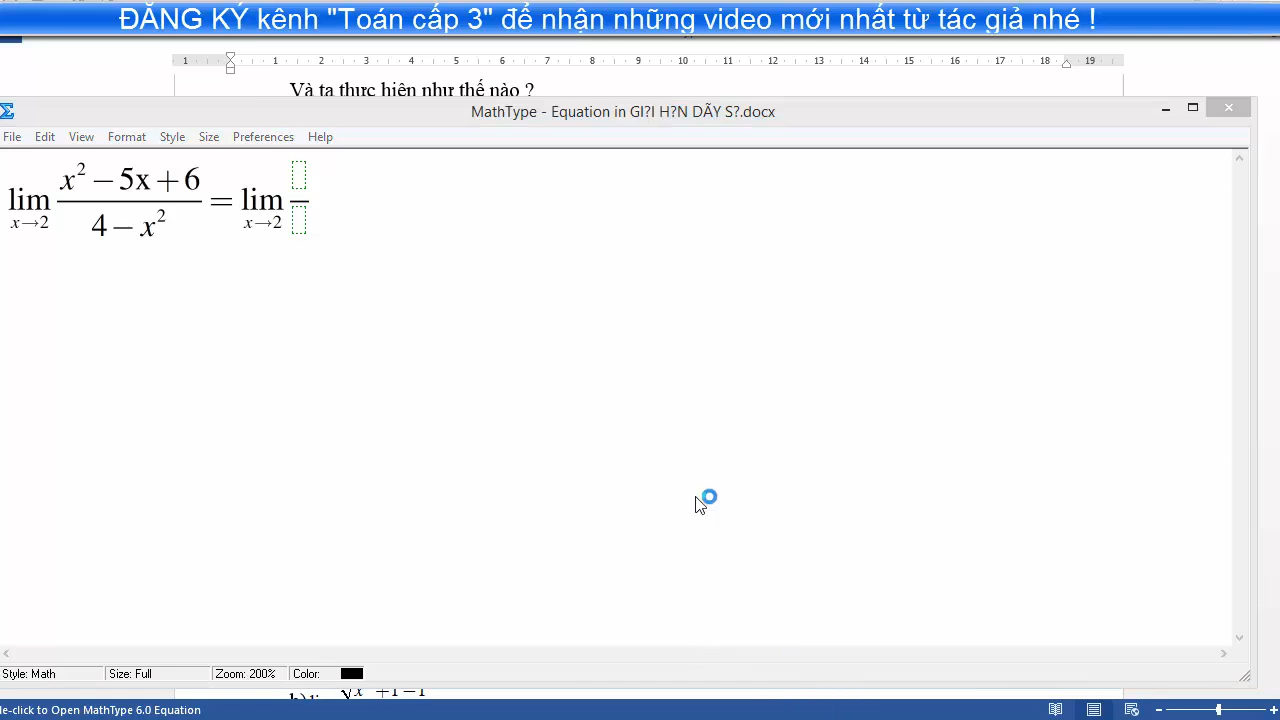 ĐĂNG KÝ kênh "Toán cấp 3" để nhận những video mới nhất từ tác giả nhé !
1 1 2 3 4 5 6 7 8 9 10 11 12 13 14 15 16 17 18 19
Và ta thực hiện như thế nào ?
MathType - Equation in GI?I H?N DÃY S?.docx
File Edit View Format Style Size Preferences Help
lim x→2 (x² − 5x + 6)/(4 − x²) = lim x→2
Style: Math Size: Full Zoom: 200% Color:
x +1−1
le-click to Open MathType 6.0 Equation